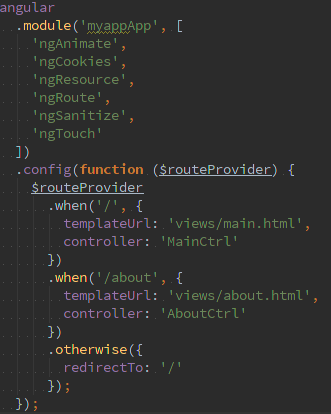 angular
  .module('myappApp', [
    'ngAnimate',
    'ngCookies',
    'ngResource',
    'ngRoute',
    'ngSanitize',
    'ngTouch'
  ])
  .config(function ($routeProvider) {
    $routeProvider
      .when('/', {
        templateUrl: 'views/main.html',
        controller: 'MainCtrl'
      })
      .when('/about', {
        templateUrl: 'views/about.html',
        controller: 'AboutCtrl'
      })
      .otherwise({
        redirectTo: '/'
      });
  });